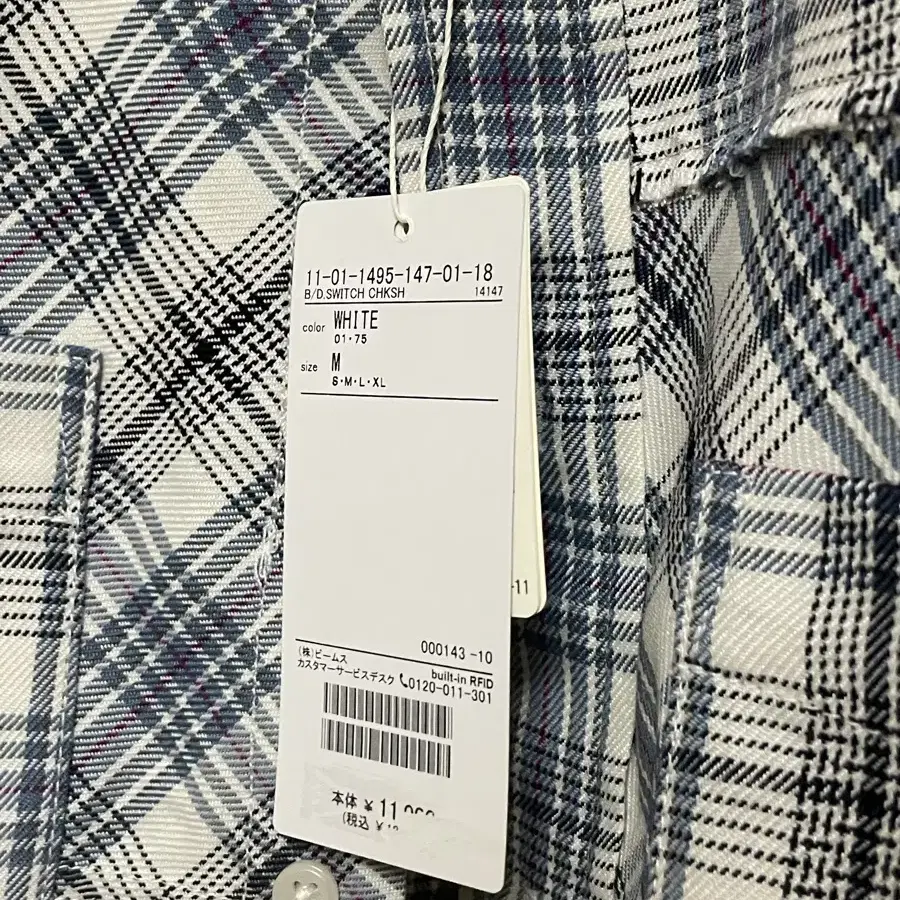 11-01-1495-147-01-18
B/D.SWITCH CHKSH 14147
color WHITE
01・75
size M
S・M・L・XL
-11
000143 -10
(株)ビームス built-in RFID
カスタマーサービスデスク 0120-011-301
本体 ¥
(税込 ¥